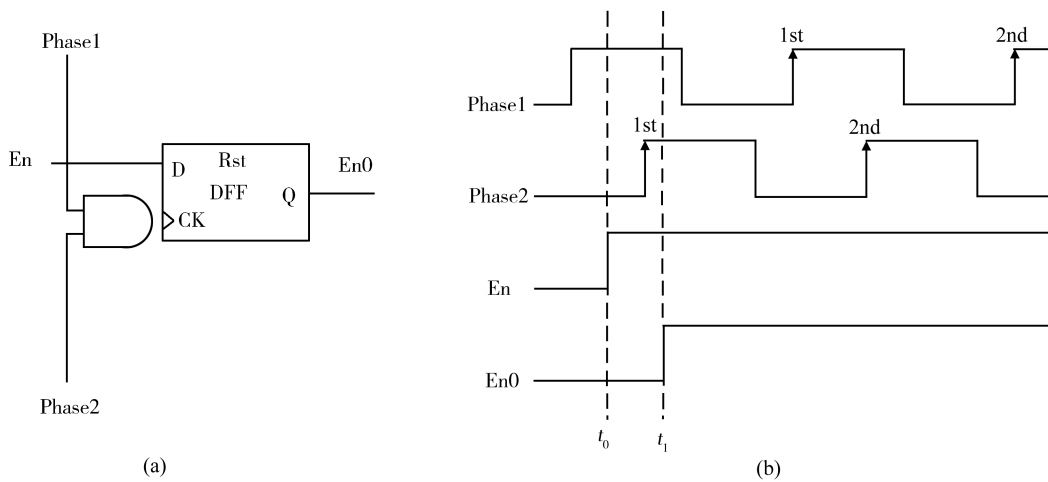 Phase1
En
D
Rst
DFF
CK
Q
En0
Phase2
(a)
Phase1
1st
2nd
Phase2
1st
2nd
En
En0
t0
t1
(b)